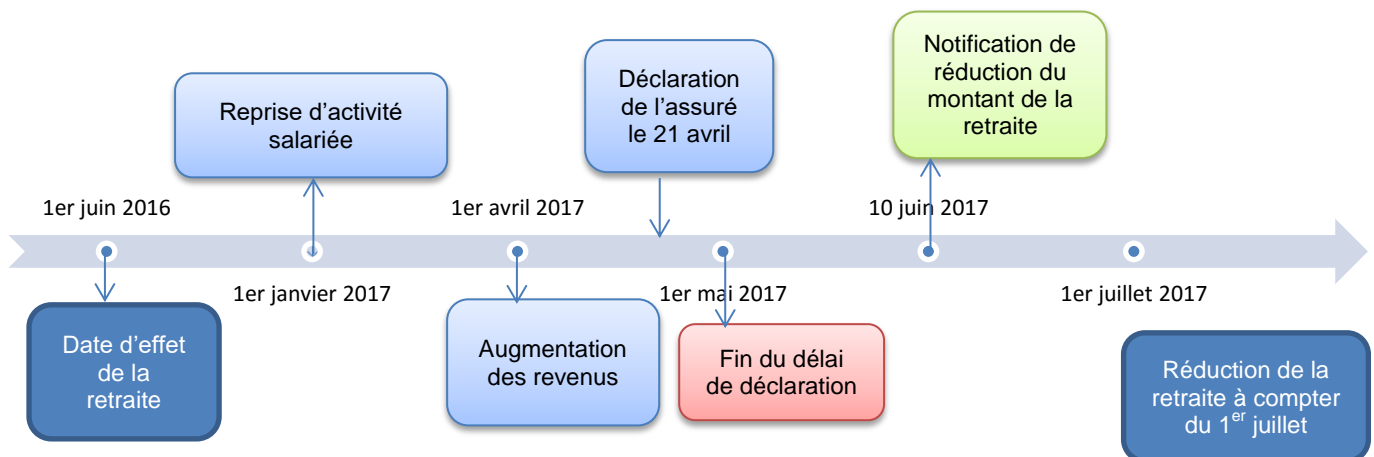 Reprise d’activité
salariée
Déclaration
de l’assuré
le 21 avril
Notification de
réduction du
montant de la
retraite
1er juin 2016
1er avril 2017
10 juin 2017
1er janvier 2017
1er mai 2017
1er juillet 2017
Date d’effet
de la
retraite
Augmentation
des revenus
Fin du délai
de déclaration
Réduction de la
retraite à compter
du 1er juillet